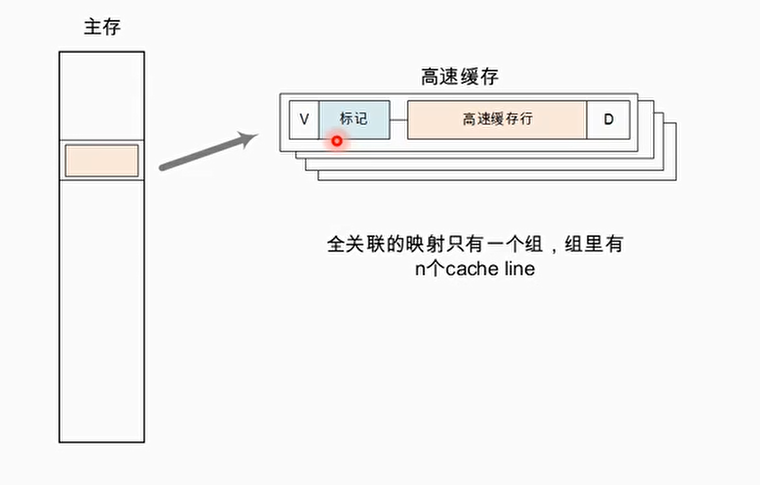 主存
高速缓存
V
标记
高速缓存行
D
全关联的映射只有一个组，组里有
n个cache line